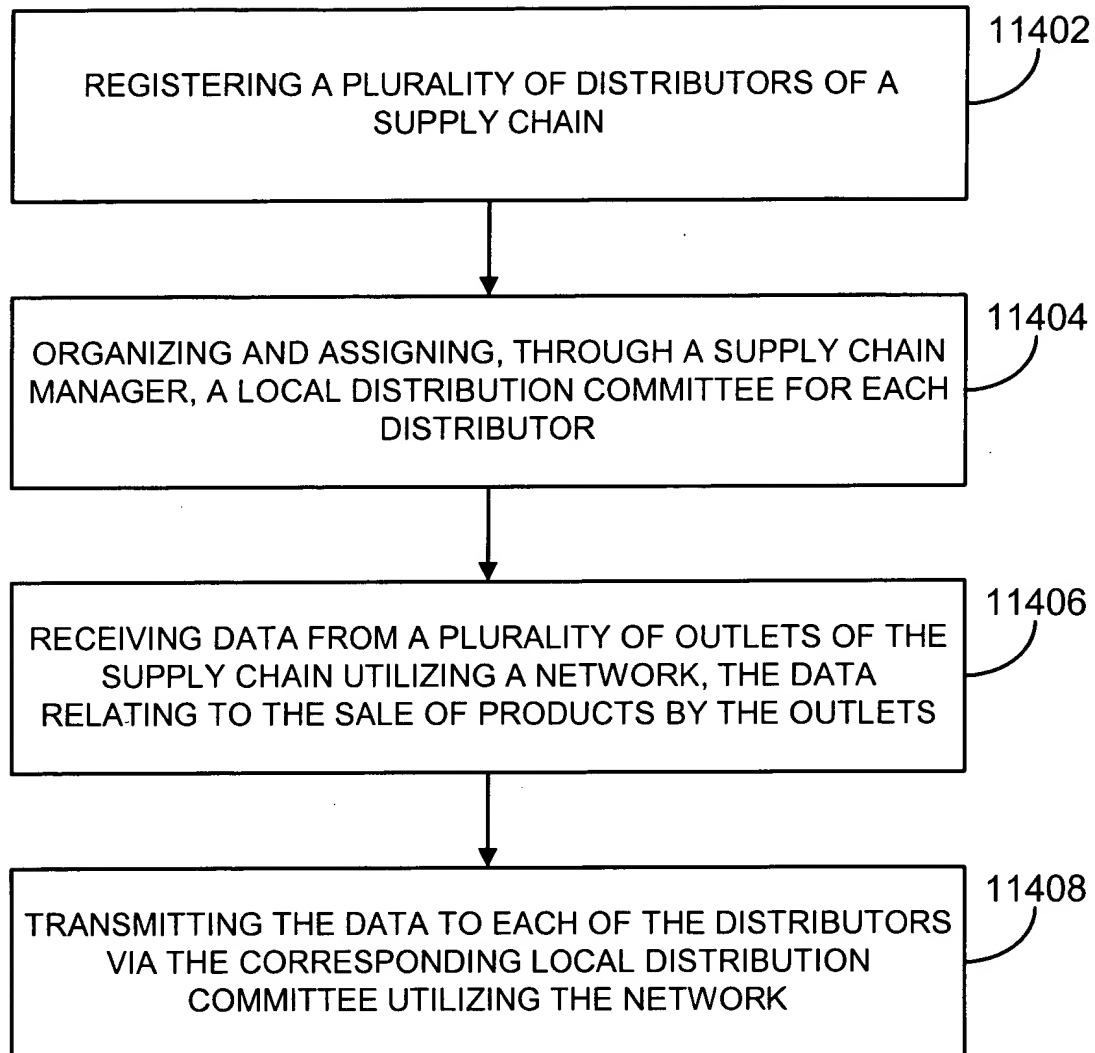 11402
REGISTERING A PLURALITY OF DISTRIBUTORS OF A
SUPPLY CHAIN
11404
ORGANIZING AND ASSIGNING, THROUGH A SUPPLY CHAIN
MANAGER, A LOCAL DISTRIBUTION COMMITTEE FOR EACH
DISTRIBUTOR
11406
RECEIVING DATA FROM A PLURALITY OF OUTLETS OF THE
SUPPLY CHAIN UTILIZING A NETWORK, THE DATA
RELATING TO THE SALE OF PRODUCTS BY THE OUTLETS
11408
TRANSMITTING THE DATA TO EACH OF THE DISTRIBUTORS
VIA THE CORRESPONDING LOCAL DISTRIBUTION
COMMITTEE UTILIZING THE NETWORK